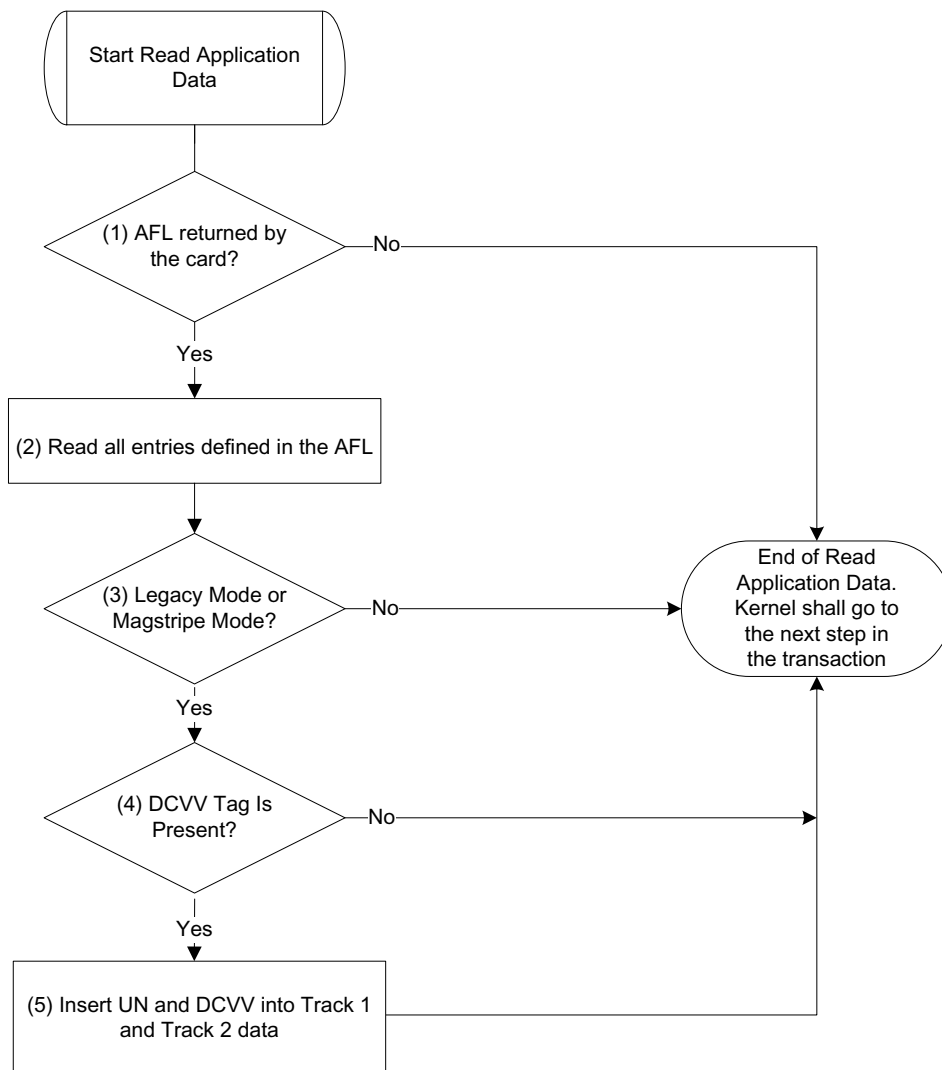 Start Read Application
Data
(1) AFL returned by
the card?
No
Yes
(2) Read all entries defined in the AFL
(3) Legacy Mode or
Magstripe Mode?
No
End of Read
Application Data.
Kernel shall go to
the next step in
the transaction
Yes
(4) DCVV Tag Is
Present?
No
Yes
(5) Insert UN and DCVV into Track 1
and Track 2 data